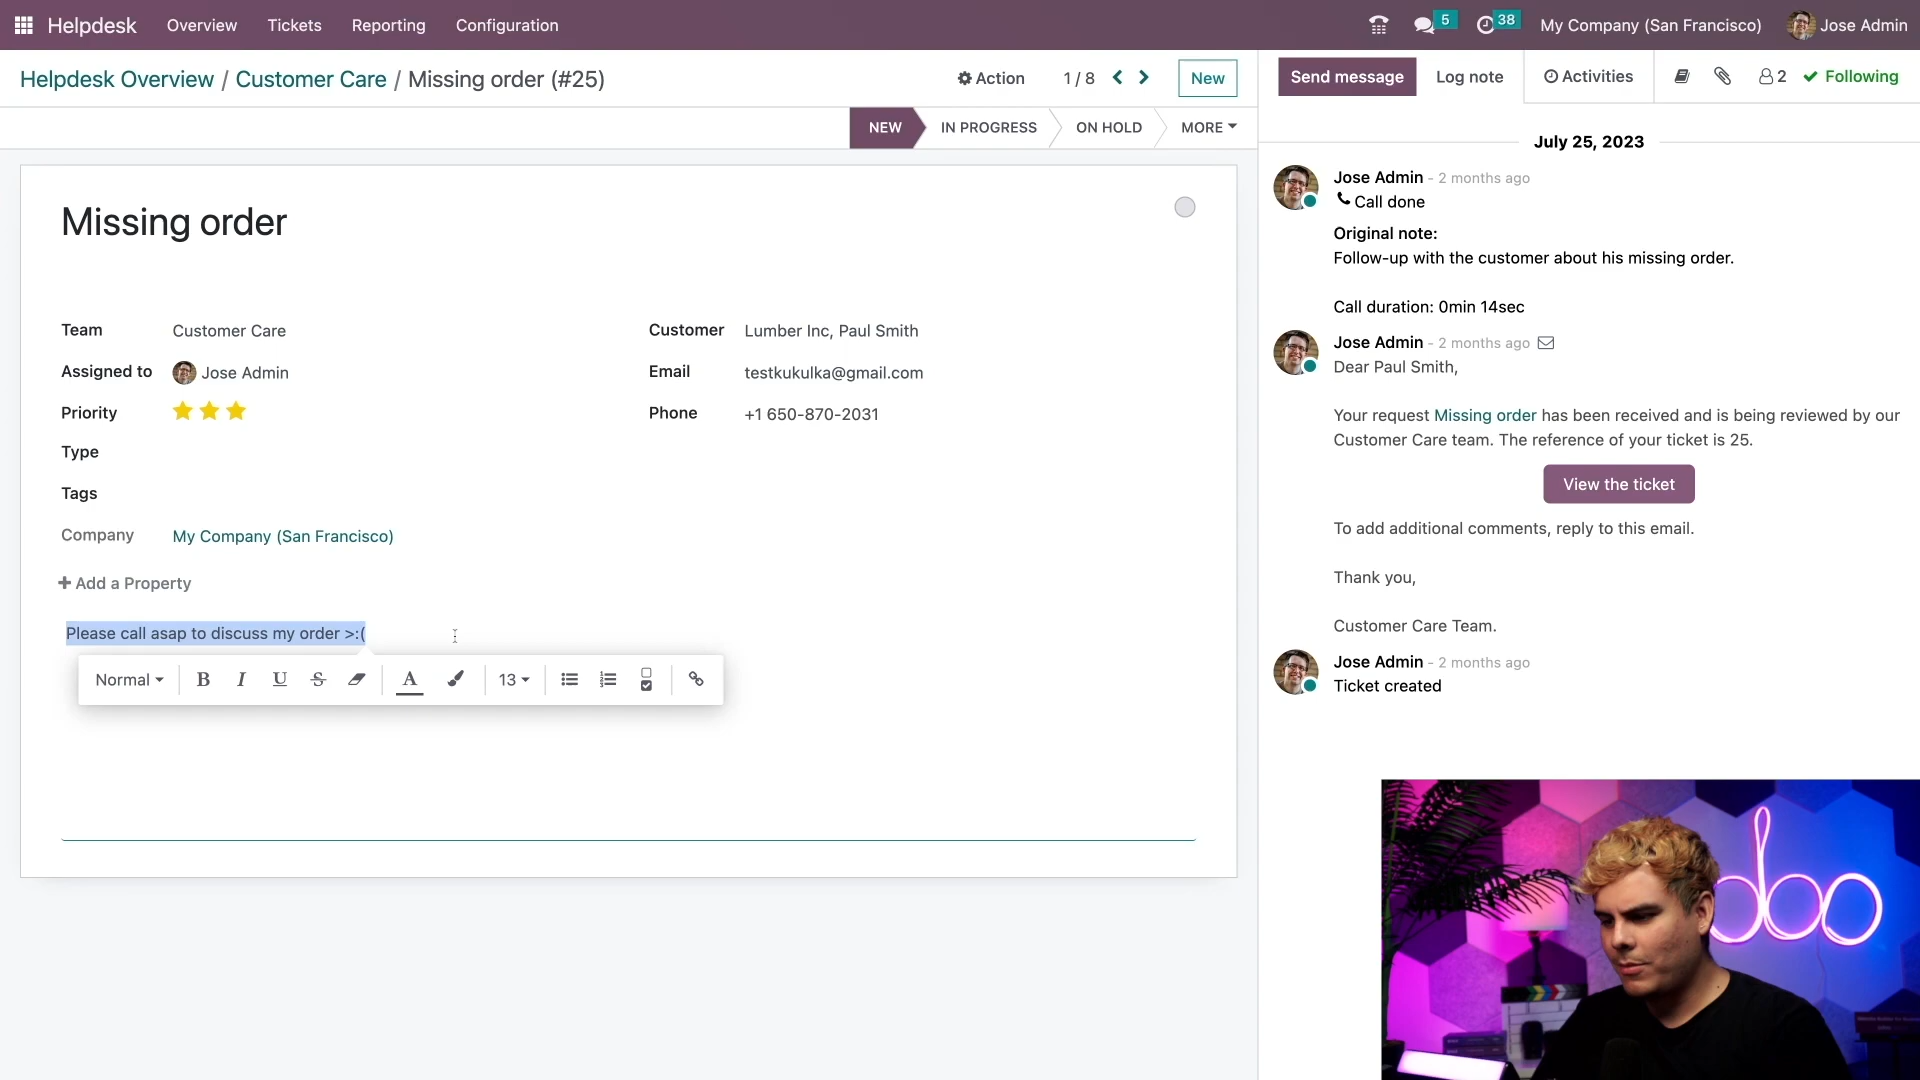 Helpdesk Overview Tickets Reporting Configuration 5 38 My Company (San Francisco) Jose Admin
Helpdesk Overview / Customer Care / Missing order (#25) Action 1 / 8 New
NEW IN PROGRESS ON HOLD MORE
Missing order
Team Customer Care
Assigned to Jose Admin
Priority
Type
Tags
Company My Company (San Francisco)
Customer Lumber Inc, Paul Smith
Email testkukulka@gmail.com
Phone +1 650-870-2031
Add a Property
Please call asap to discuss my order >:(
Normal B I U S A 13
Send message Log note Activities 2 Following
July 25, 2023
Jose Admin - 2 months ago
Call done
Original note:
Follow-up with the customer about his missing order.
Call duration: 0min 14sec
Jose Admin - 2 months ago
Dear Paul Smith,
Your request Missing order has been received and is being reviewed by our
Customer Care team. The reference of your ticket is 25.
View the ticket
To add additional comments, reply to this email.
Thank you,
Customer Care Team.
Jose Admin - 2 months ago
Ticket created